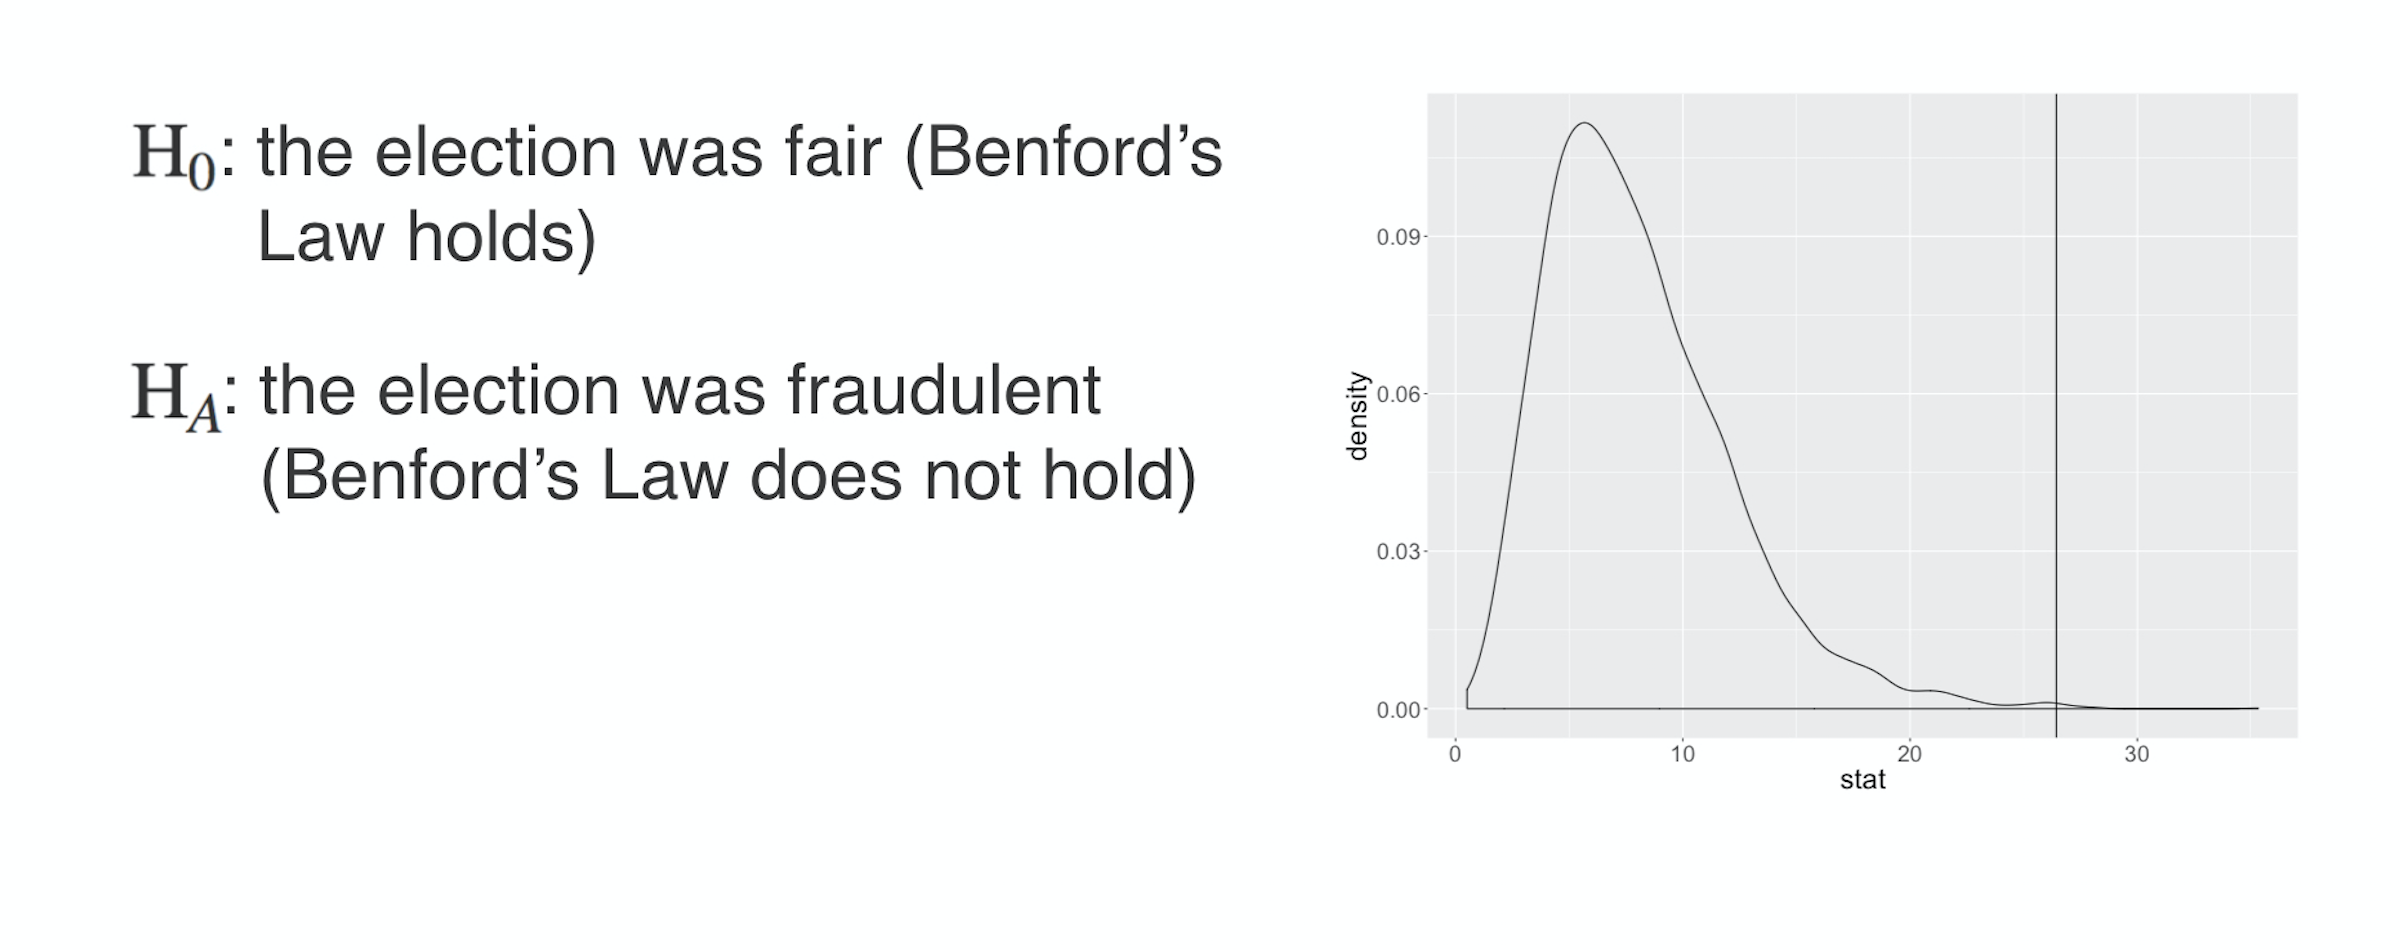 H₀: the election was fair (Benford’s
Law holds)
H_A: the election was fraudulent
(Benford’s Law does not hold)
density
0.09
0.06
0.03
0.00
0 10 20 30
stat